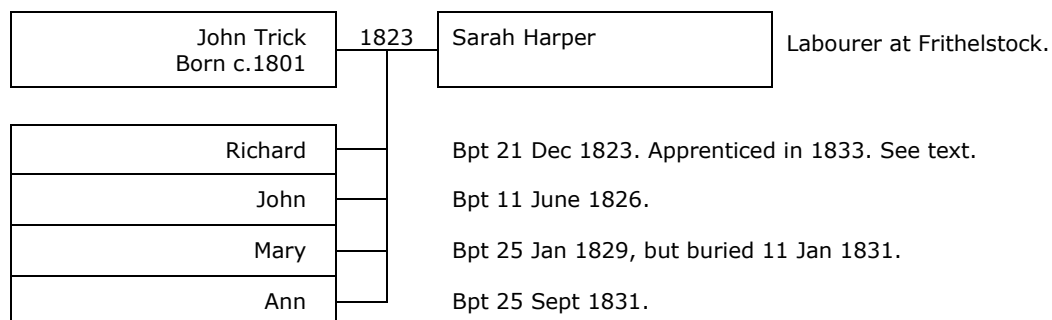 John Trick 1823 Sarah Harper Labourer at Frithelstock.
Born c.1801
Richard Bpt 21 Dec 1823. Apprenticed in 1833. See text.
John Bpt 11 June 1826.
Mary Bpt 25 Jan 1829, but buried 11 Jan 1831.
Ann Bpt 25 Sept 1831.